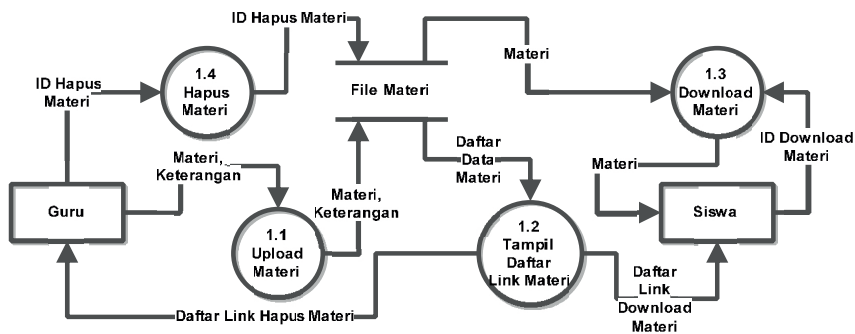 ID Hapus Materi
1.4
Hapus
Materi
ID Hapus
Materi
File Materi
Materi
1.3
Download
Materi
ID Download
Materi
Materi,
Keterangan
Daftar
Data
Materi
Materi
Guru
Materi,
Keterangan
Siswa
1.1
Upload
Materi
1.2
Tampil
Daftar
Link Materi
Daftar
Link
Download
Materi
Daftar Link Hapus Materi